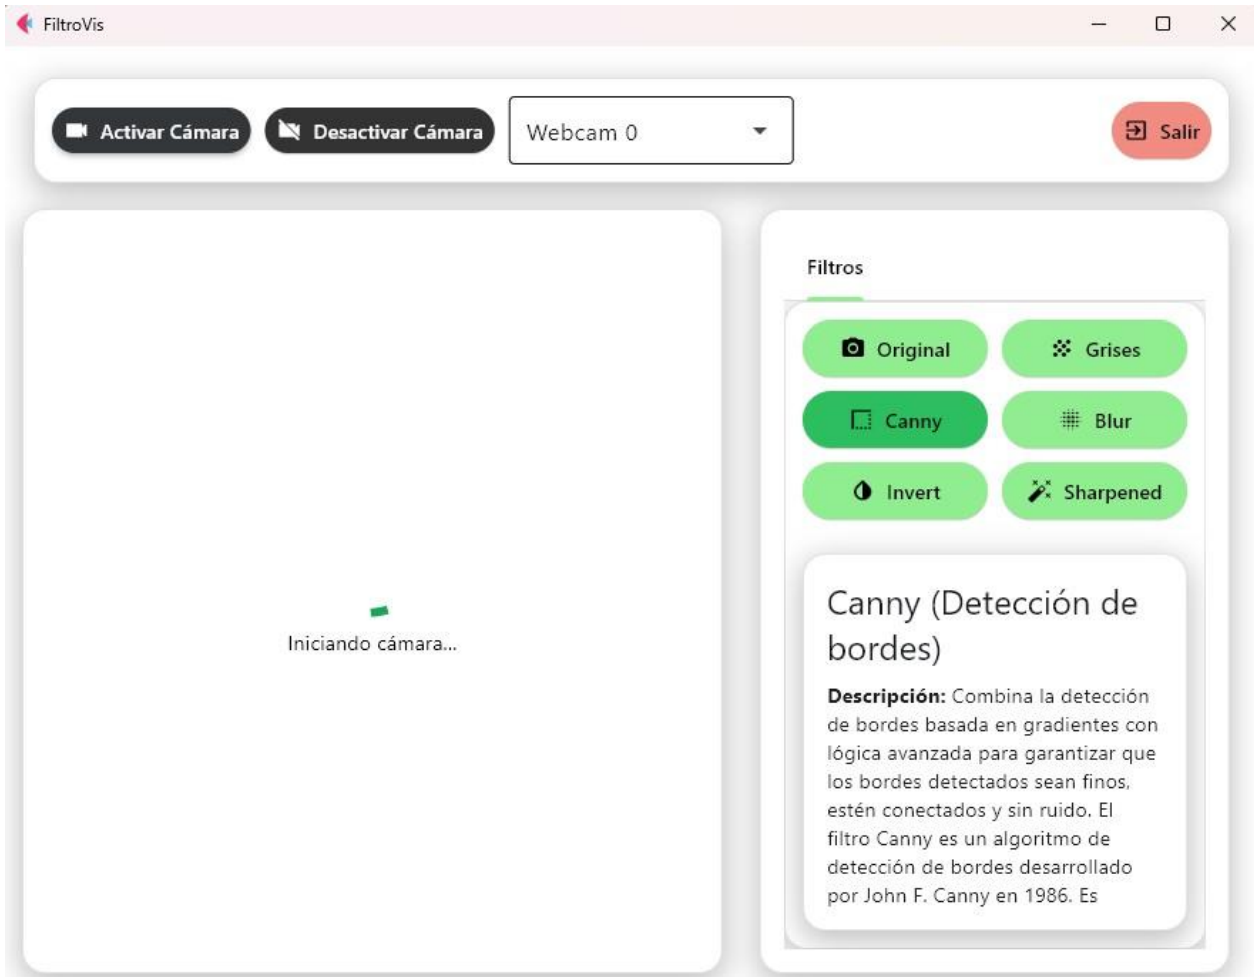 FiltroVis
Activar Cámara
Desactivar Cámara
Webcam 0
Salir
Filtros
Original
Grises
Canny
Blur
Invert
Sharpened
Iniciando cámara...
Canny (Detección de
bordes)
Descripción: Combina la detección
de bordes basada en gradientes con
lógica avanzada para garantizar que
los bordes detectados sean finos,
estén conectados y sin ruido. El
filtro Canny es un algoritmo de
detección de bordes desarrollado
por John F. Canny en 1986. Es